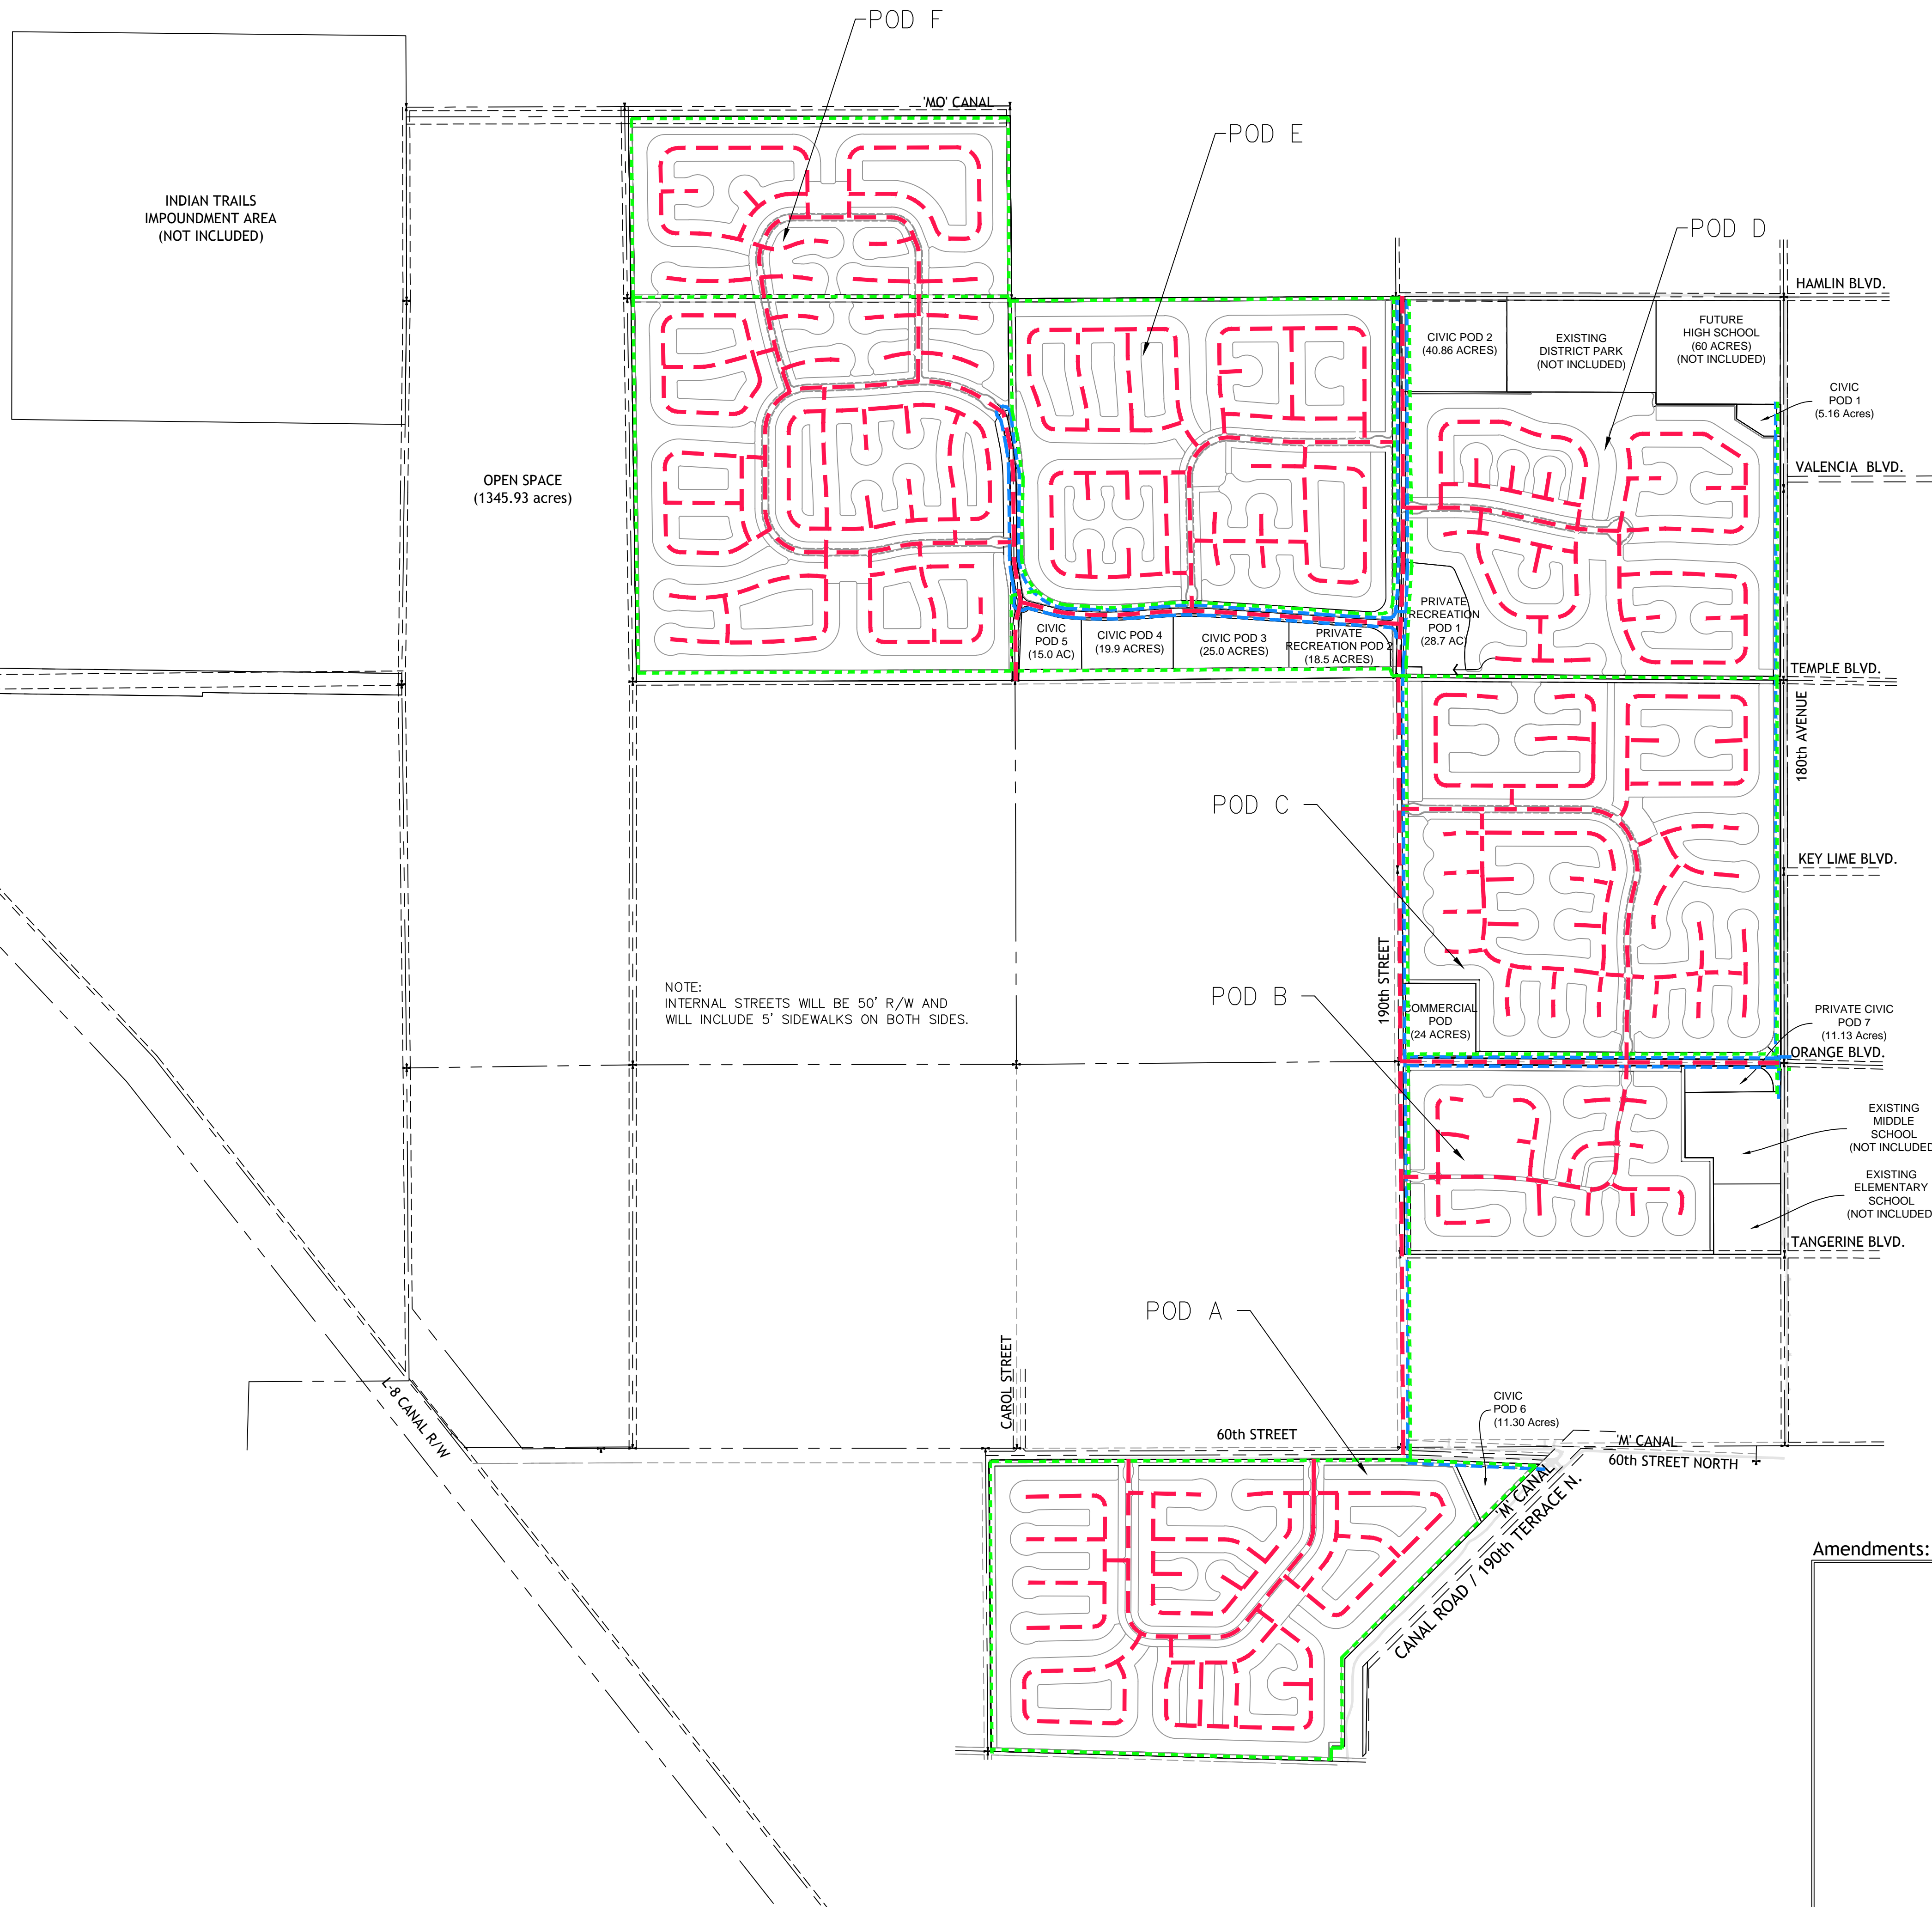 POD F
'MO' CANAL
POD E
INDIAN TRAILS
IMPOUNDMENT AREA
(NOT INCLUDED)
POD D
HAMLIN BLVD.
CIVIC POD 2
(40.86 ACRES)
EXISTING
DISTRICT PARK
(NOT INCLUDED)
FUTURE
HIGH SCHOOL
(60 ACRES)
(NOT INCLUDED)
CIVIC
POD 1
(5.16 Acres)
VALENCIA BLVD.
OPEN SPACE
(1345.93 acres)
PRIVATE
RECREATION
POD 1
(28.7 AC)
CIVIC
POD 5
(15.0 AC)
CIVIC POD 4
(19.9 ACRES)
CIVIC POD 3
(25.0 ACRES)
PRIVATE
RECREATION POD 2
(18.5 ACRES)
TEMPLE BLVD.
180th AVENUE
POD C
KEY LIME BLVD.
190th STREET
NOTE:
INTERNAL STREETS WILL BE 50' R/W AND
WILL INCLUDE 5' SIDEWALKS ON BOTH SIDES.
POD B
COMMERCIAL
POD
(24 ACRES)
PRIVATE CIVIC
POD 7
(11.13 Acres)
ORANGE BLVD.
EXISTING
MIDDLE
SCHOOL
(NOT INCLUDED
EXISTING
ELEMENTARY
SCHOOL
(NOT INCLUDED
TANGERINE BLVD.
POD A
CAROL STREET
L-8 CANAL R/W
60th STREET
CIVIC
POD 6
(11.30 Acres)
'M' CANAL
60th STREET NORTH
'M' CANAL
CANAL ROAD / 190th TERRACE N.
Amendments: